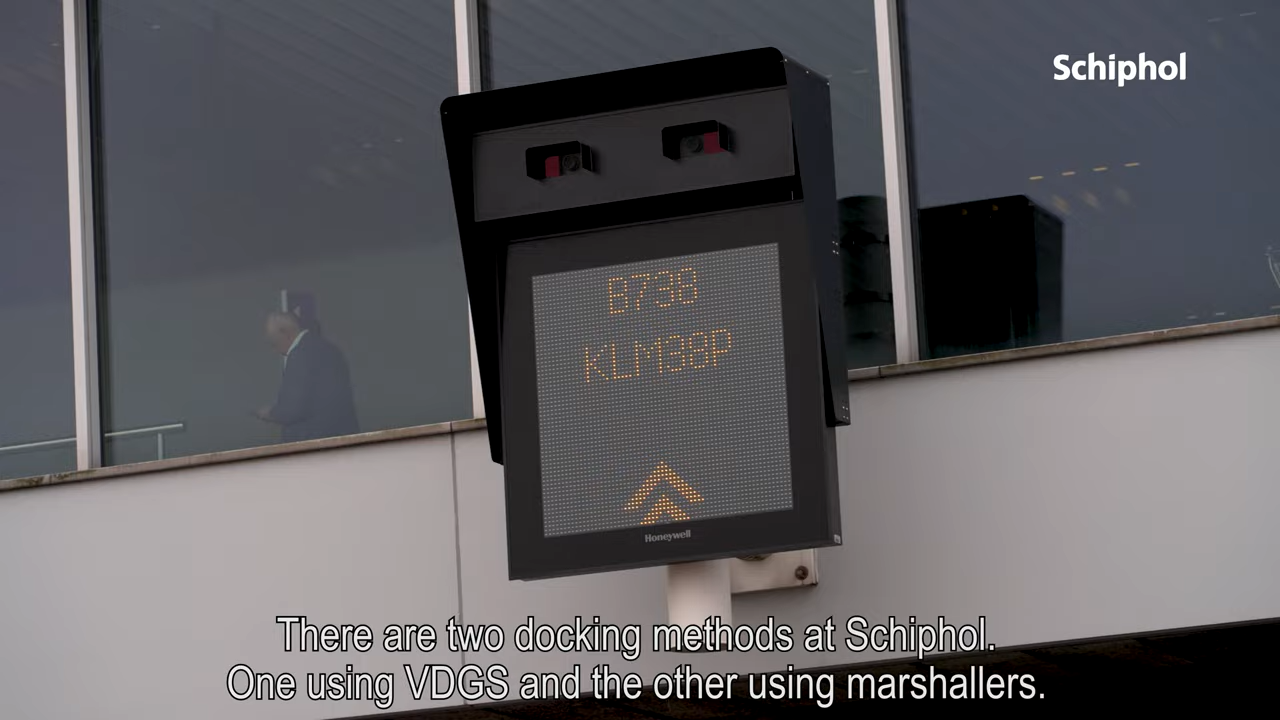 Schiphol
B738
KLM38P
Honeywell
There are two docking methods at Schiphol.
One using VDGS and the other using marshallers.